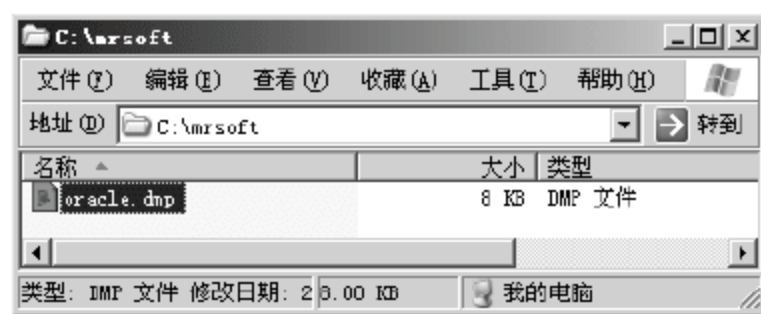 C:\mrsoft
文件(F) 编辑(E) 查看(V) 收藏(A) 工具(T) 帮助(H)
地址(D) C:\mrsoft 转到
名称 大小 类型
oracle.dmp 8 KB DMP 文件
类型: DMP 文件 修改日期: 2 8.00 KB 我的电脑